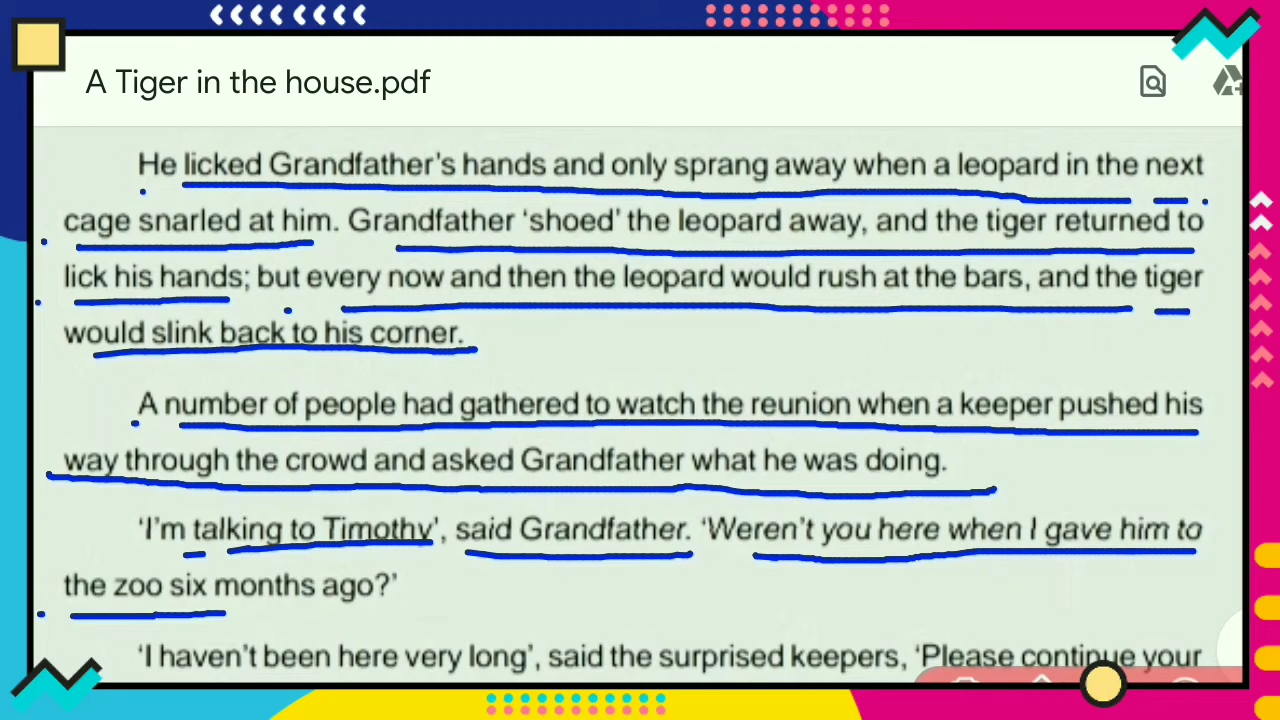 A Tiger in the house.pdf
He licked Grandfather's hands and only sprang away when a leopard in the next
cage snarled at him. Grandfather ‘shoed’ the leopard away, and the tiger returned to
lick his hands; but every now and then the leopard would rush at the bars, and the tiger
would slink back to his corner.
A number of people had gathered to watch the reunion when a keeper pushed his
way through the crowd and asked Grandfather what he was doing.
‘I’m talking to Timothy’, said Grandfather. ‘Weren’t you here when I gave him to
the zoo six months ago?’
‘I haven’t been here very long’, said the surprised keepers, ‘Please continue your